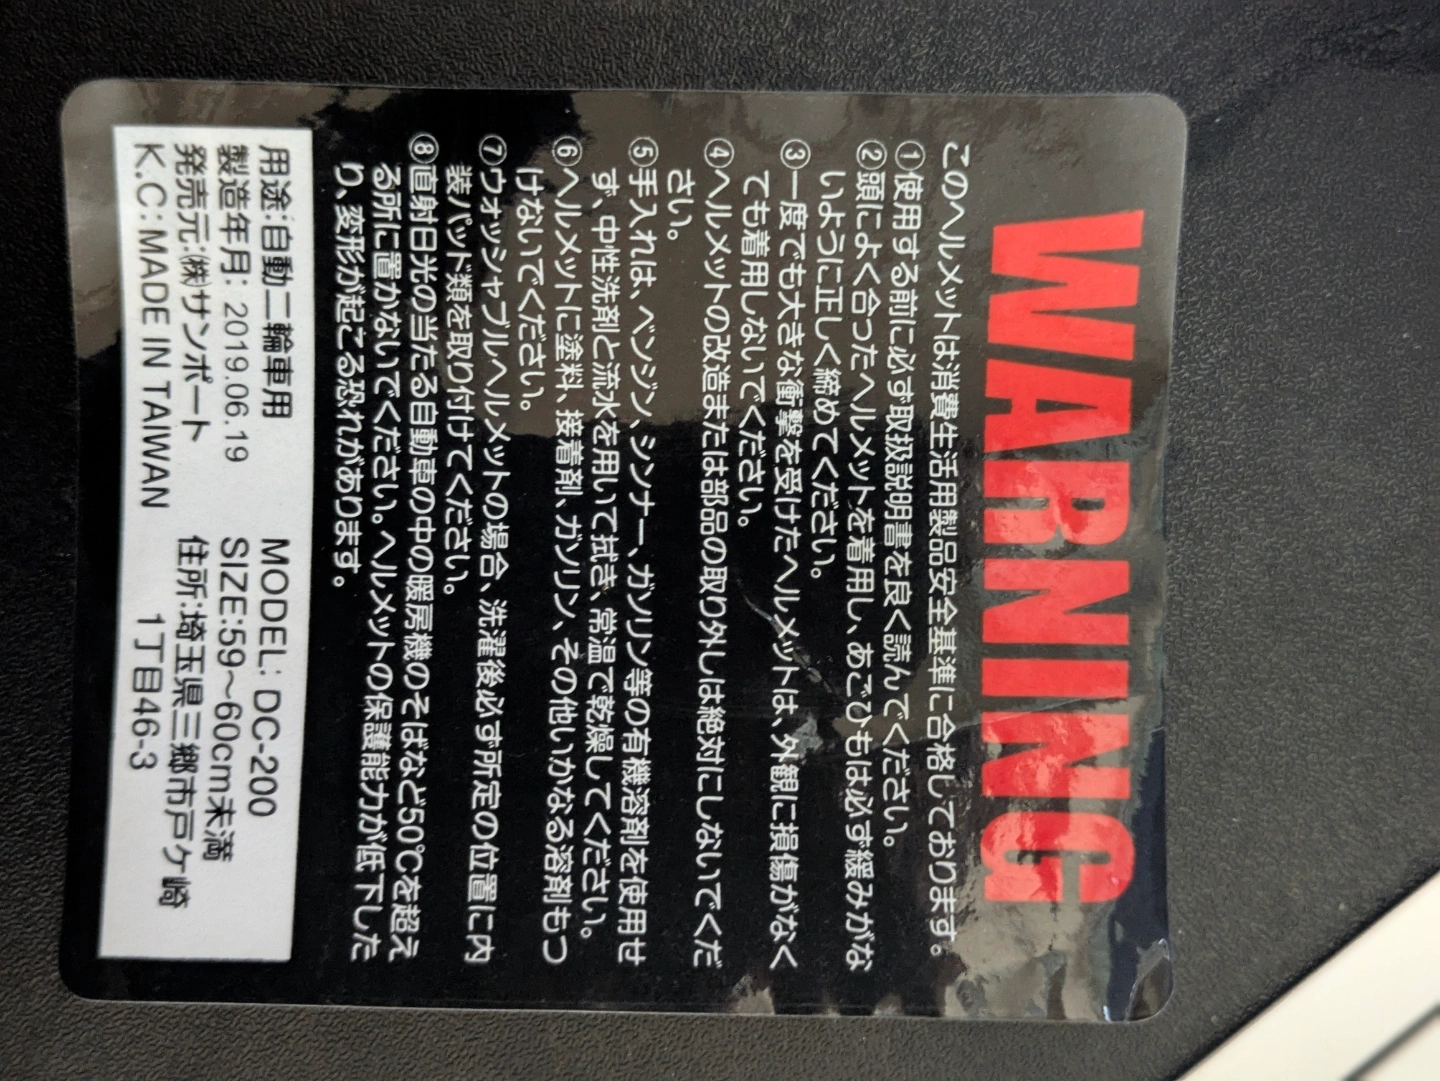 WARNING
このヘルメットは消費生活用製品安全基準に合格しております。
①使用する前に必ず取扱説明書を良く読んでください。
②頭によく合ったヘルメットを着用し、あごひもは必ず緩みがな
いように正しく締めてください。
③一度でも大きな衝撃を受けたヘルメットは、外観に損傷がなく
ても着用しないでください。
④ヘルメットの改造または部品の取り外しは絶対にしないでくだ
さい。
⑤手入れは、ベンジン、シンナー、ガソリン等の有機溶剤を使用せ
ず、中性洗剤と流水を用いて拭き、常温で乾燥してください。
⑥ヘルメットに塗料、接着剤、ガソリン、その他いかなる溶剤もつ
けないでください。
⑦ウォッシャブルヘルメットの場合、洗濯後必ず所定の位置に内
装パッド類を取り付けてください。
⑧直射日光の当たる自動車の中の暖房機のそばなど50℃を超え
る所に置かないでください。ヘルメットの保護能力が低下した
り、変形が起こる恐れがあります。
用途:自動二輪車用 MODEL: DC-200
製造年月: 2019.06.19 SIZE:59～60cm未満
発売元:㈱サンポート 住所:埼玉県三郷市戸ケ崎
K.C:MADE IN TAIWAN 1丁目46-3